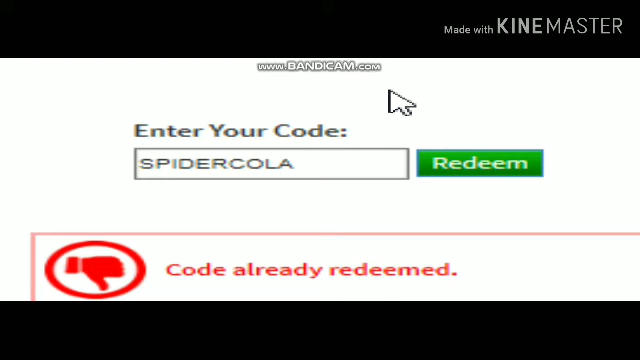 Made with KINEMASTER
www.BANDICAM.com
Enter Your Code:
SPIDERCOLA
Redeem
Code already redeemed.